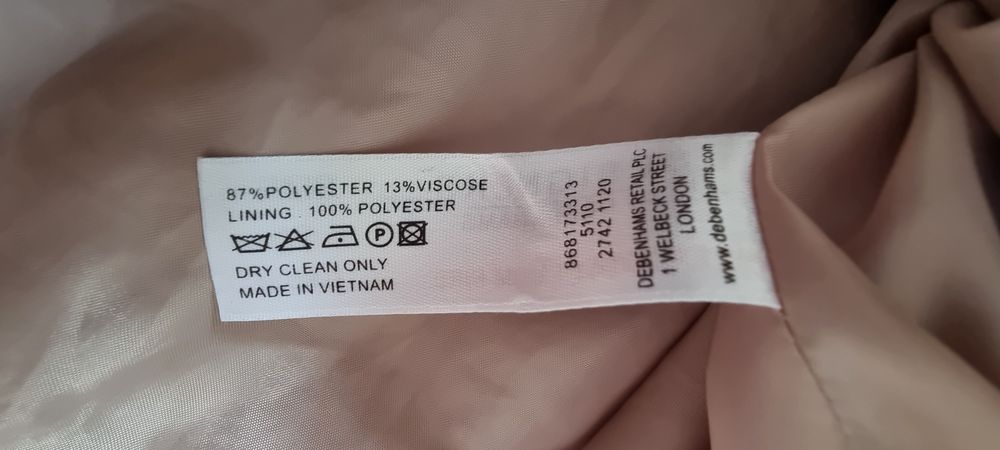 87%POLYESTER 13%VISCOSE
LINING 100% POLYESTER
P
DRY CLEAN ONLY
MADE IN VIETNAM
868173313
5110
2742 1120
DEBENHAMS RETAIL PLC
1 WELBECK STREET
LONDON
www.debenhams.com